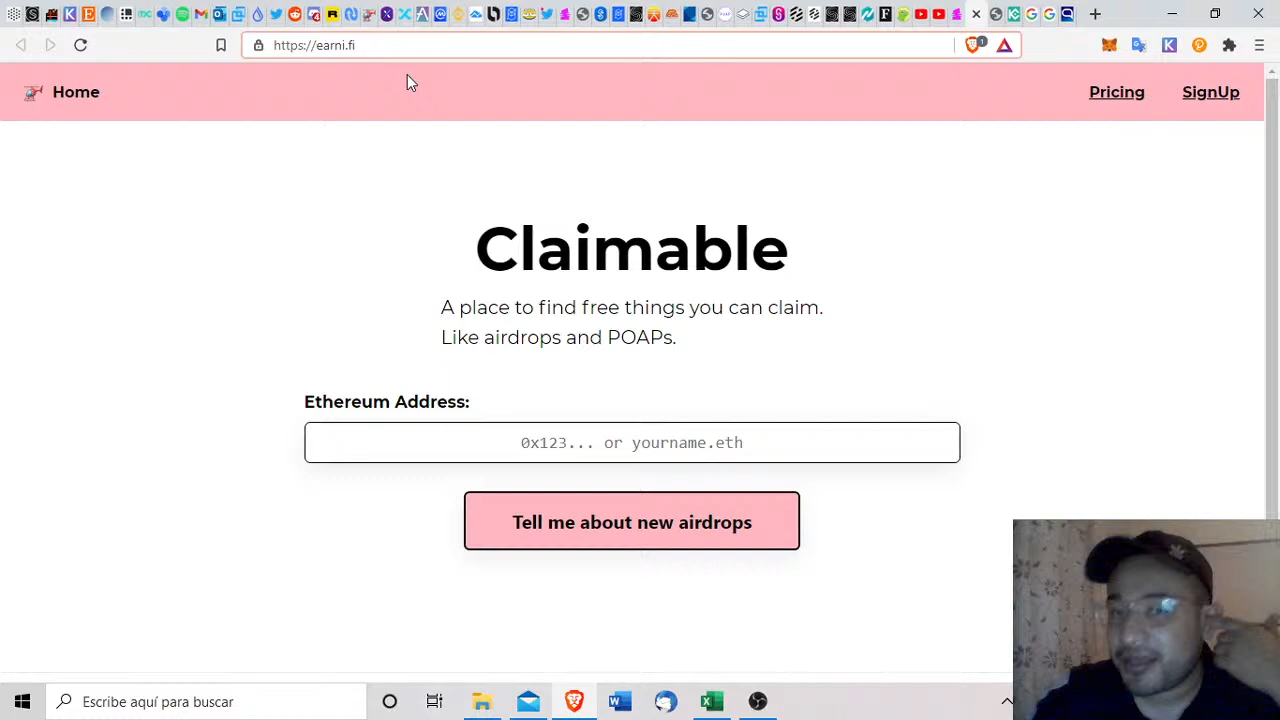 https://earni.fi
1
Home
Pricing
SignUp
Claimable
A place to find free things you can claim.
Like airdrops and POAPs.
Ethereum Address:
0x123... or yourname.eth
Tell me about new airdrops
Escribe aquí para buscar